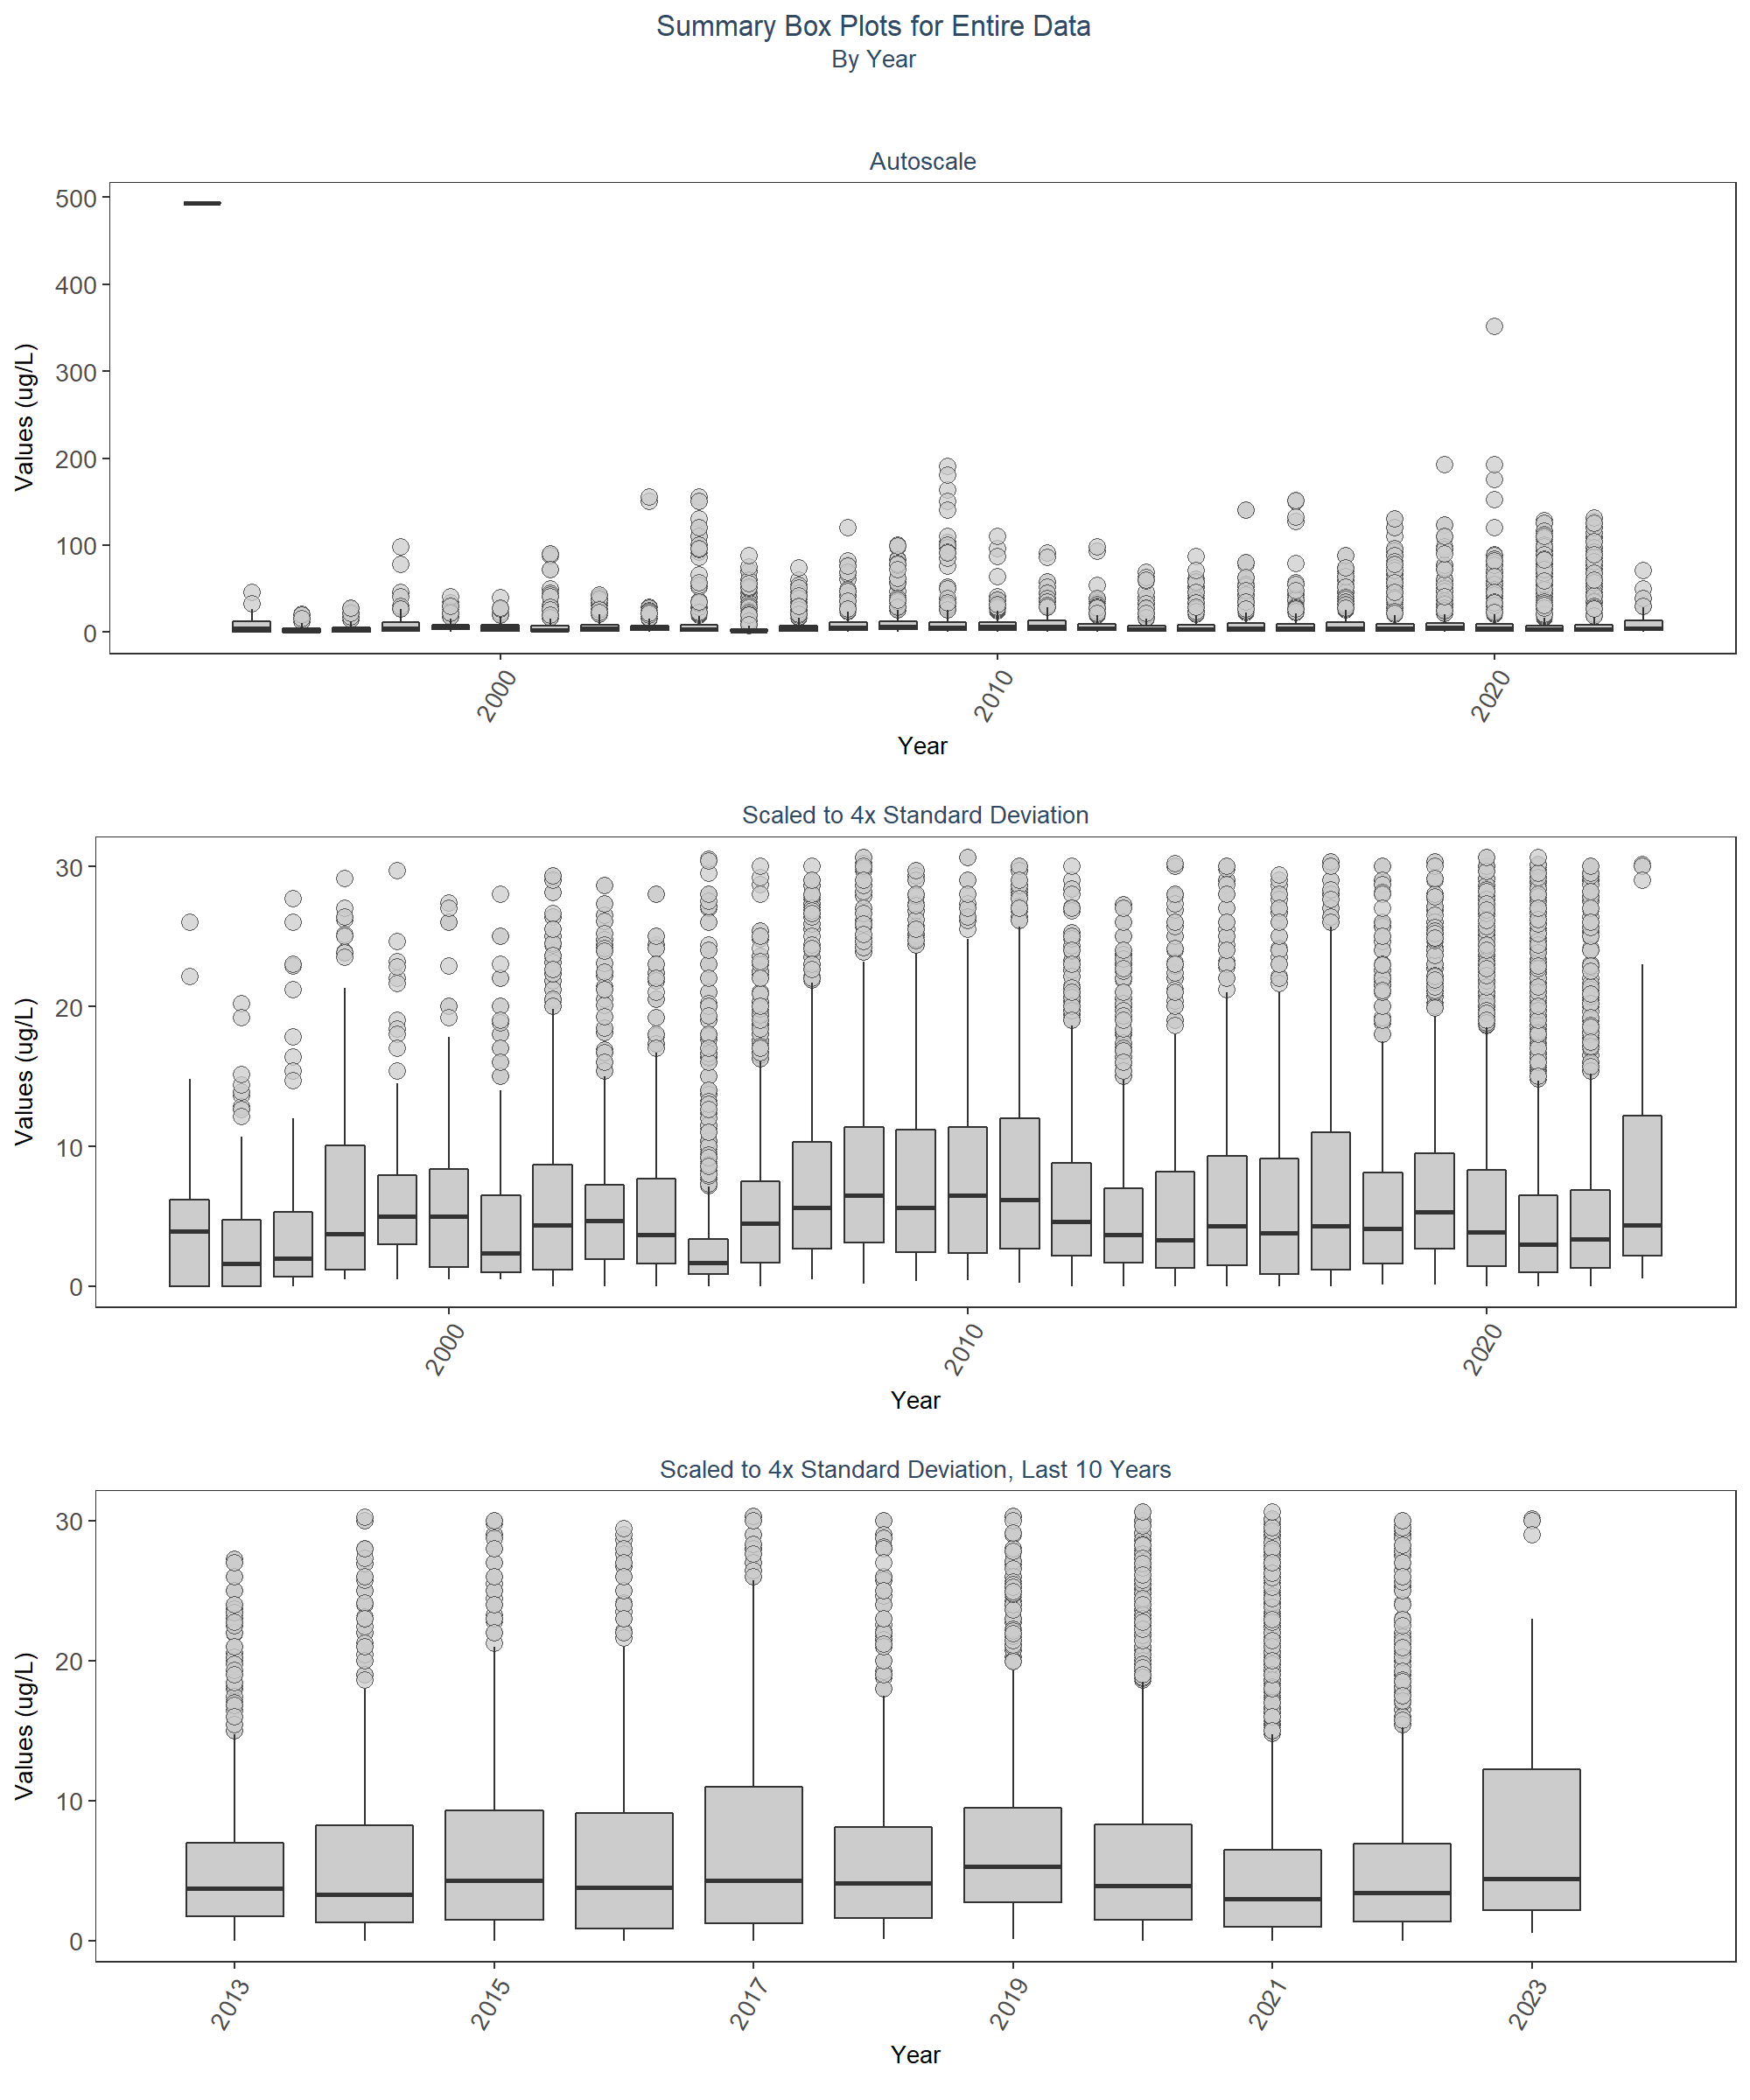 Summary Box Plots for Entire Data
By Year
Autoscale
Values (ug/L)
500
400
300
200
100
0
2000
2010
2020
Year
Scaled to 4x Standard Deviation
Values (ug/L)
30
20
10
0
2000
2010
2020
Year
Scaled to 4x Standard Deviation, Last 10 Years
Values (ug/L)
30
20
10
0
2013
2015
2017
2019
2021
2023
Year